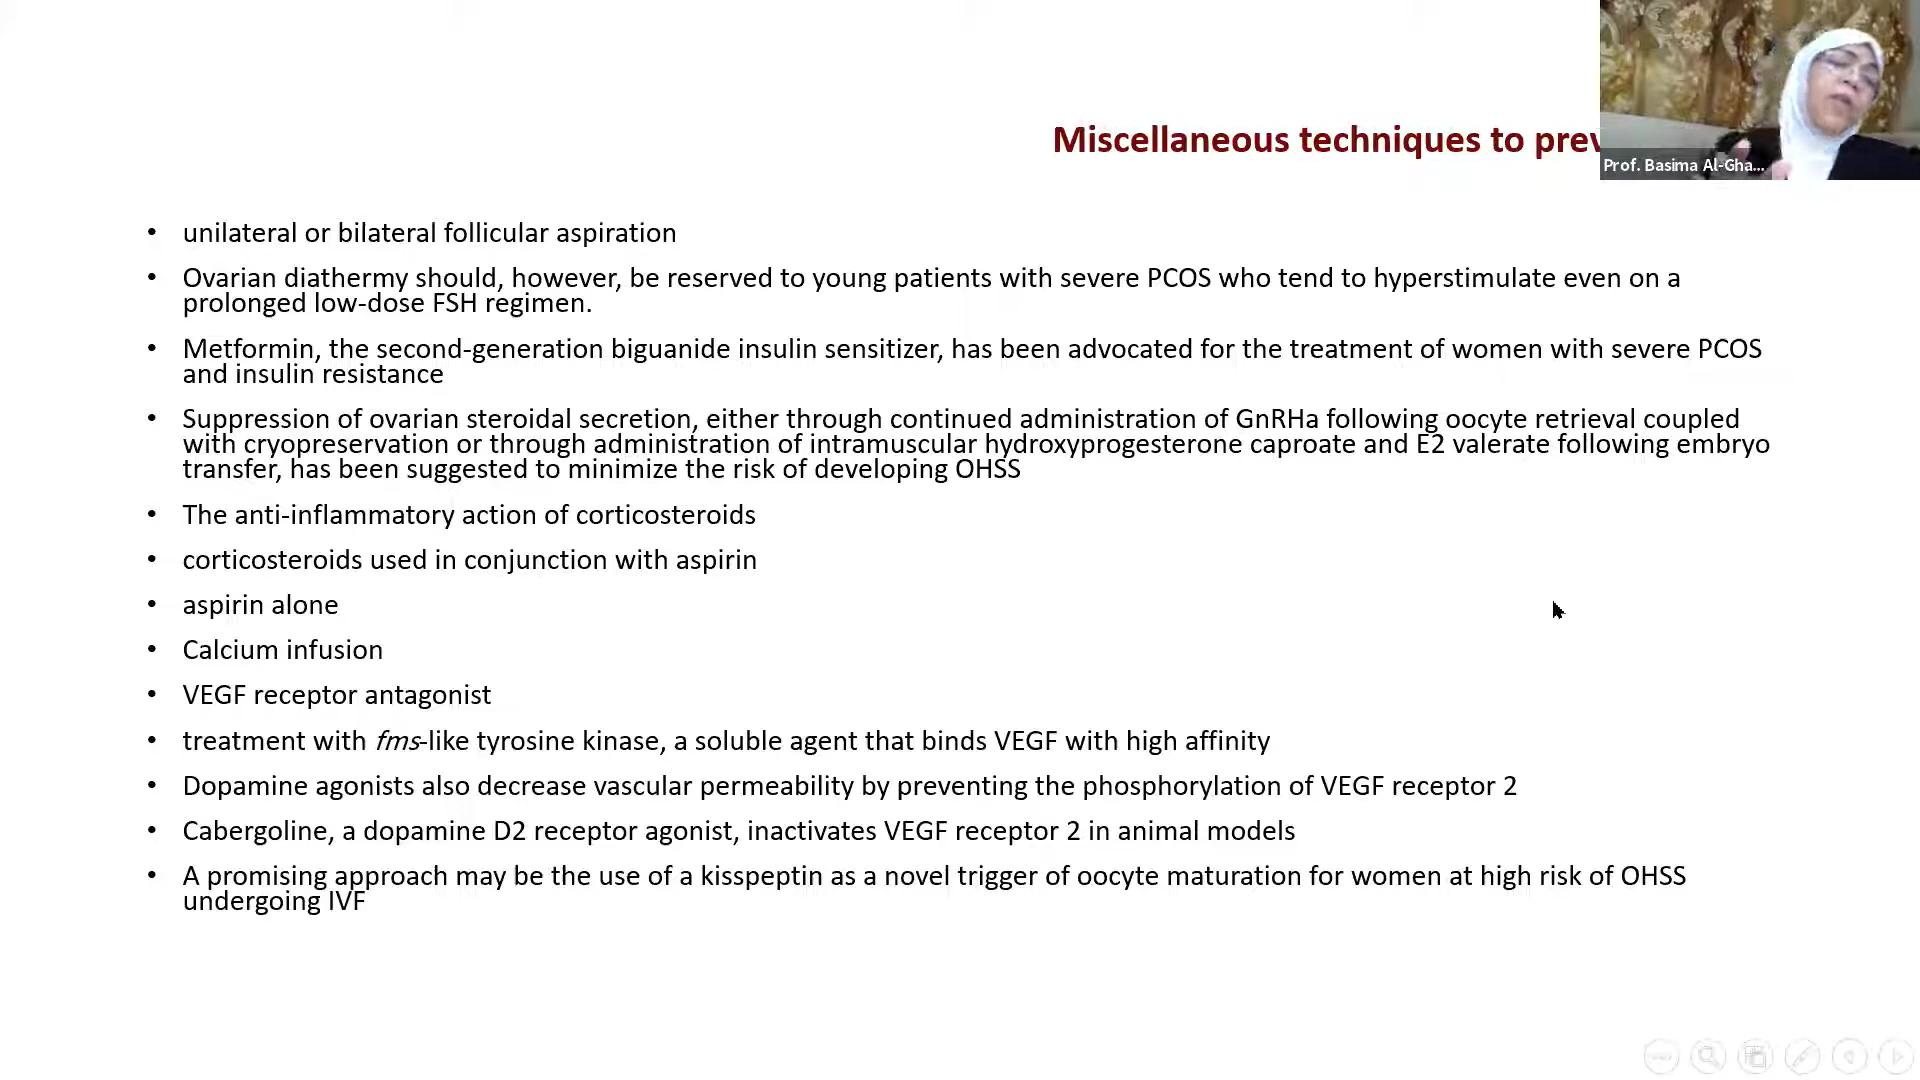 Miscellaneous techniques to prev
Prof. Basima Al-Gha...
• unilateral or bilateral follicular aspiration
• Ovarian diathermy should, however, be reserved to young patients with severe PCOS who tend to hyperstimulate even on a
prolonged low-dose FSH regimen.
• Metformin, the second-generation biguanide insulin sensitizer, has been advocated for the treatment of women with severe PCOS
and insulin resistance
• Suppression of ovarian steroidal secretion, either through continued administration of GnRHa following oocyte retrieval coupled
with cryopreservation or through administration of intramuscular hydroxyprogesterone caproate and E2 valerate following embryo
transfer, has been suggested to minimize the risk of developing OHSS
• The anti-inflammatory action of corticosteroids
• corticosteroids used in conjunction with aspirin
• aspirin alone
• Calcium infusion
• VEGF receptor antagonist
• treatment with fms-like tyrosine kinase, a soluble agent that binds VEGF with high affinity
• Dopamine agonists also decrease vascular permeability by preventing the phosphorylation of VEGF receptor 2
• Cabergoline, a dopamine D2 receptor agonist, inactivates VEGF receptor 2 in animal models
• A promising approach may be the use of a kisspeptin as a novel trigger of oocyte maturation for women at high risk of OHSS
undergoing IVF